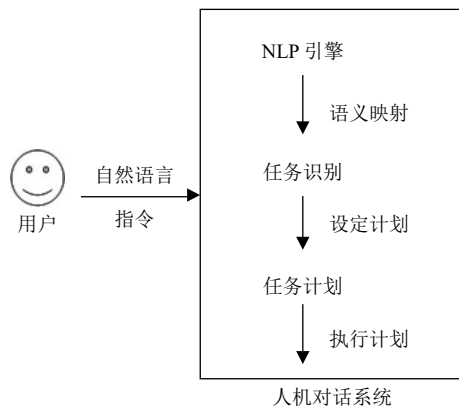 NLP 引擎
语义映射
自然语言
任务识别
指令
用户
设定计划
任务计划
执行计划
人机对话系统